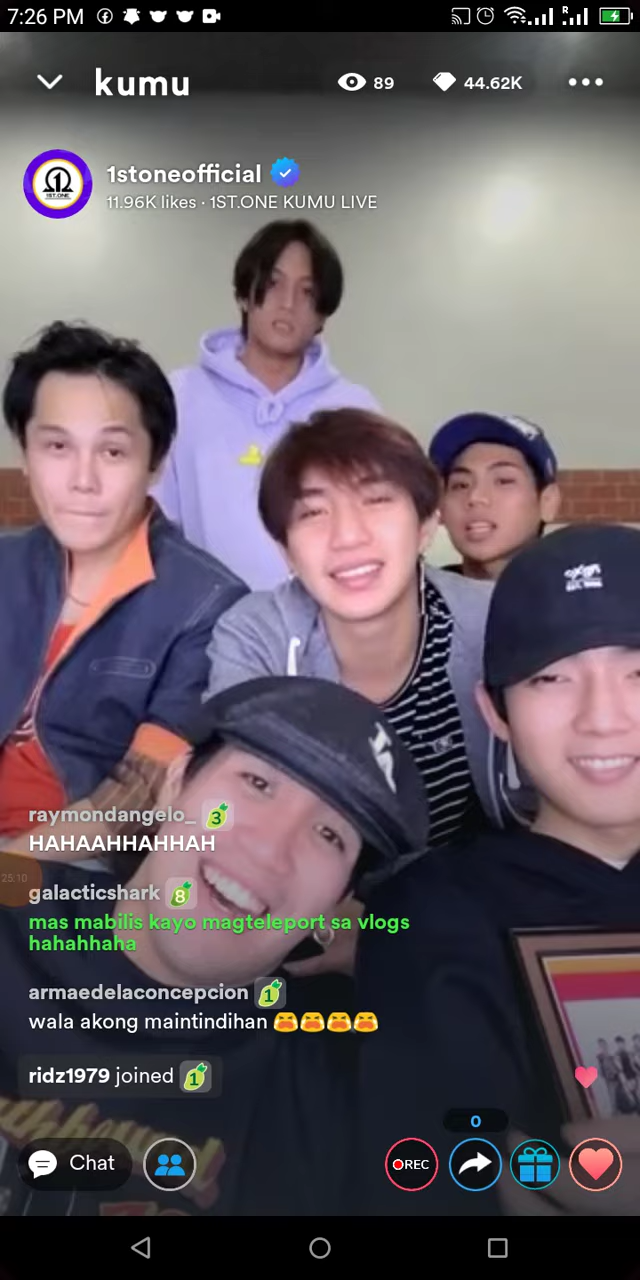 7:26 PM
R
kumu
89
44.62K
1stoneofficial
11.96K likes · 1ST.ONE KUMU LIVE
1ST.ONE
raymondangelo_ 3
HAHAAHHAHHAH
25:10
galacticshark 8
mas mabilis kayo magteleport sa vlogs
hahahhaha
armaedelaconcepcion 1
wala akong maintindihan 😫😫😫😫
ridz1979 joined 1
0
Chat
REC